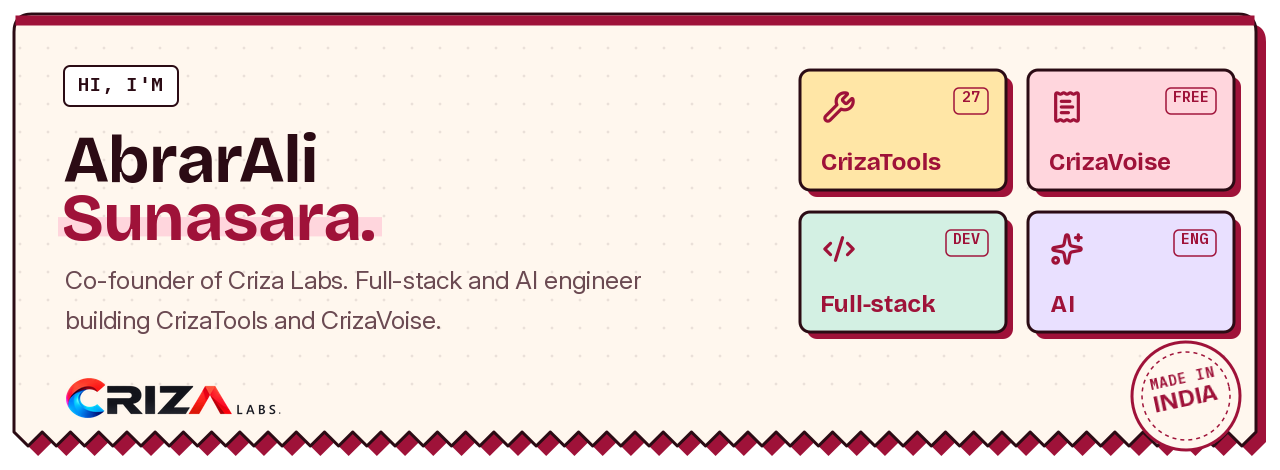 HI, I'M
AbrarAli
Sunasara.
Co-founder of Criza Labs. Full-stack and AI engineer
building CrizaTools and CrizaVoise.
CRIZA LABS.
27
CrizaTools
FREE
CrizaVoise
DEV
Full-stack
ENG
AI
MADE IN
INDIA